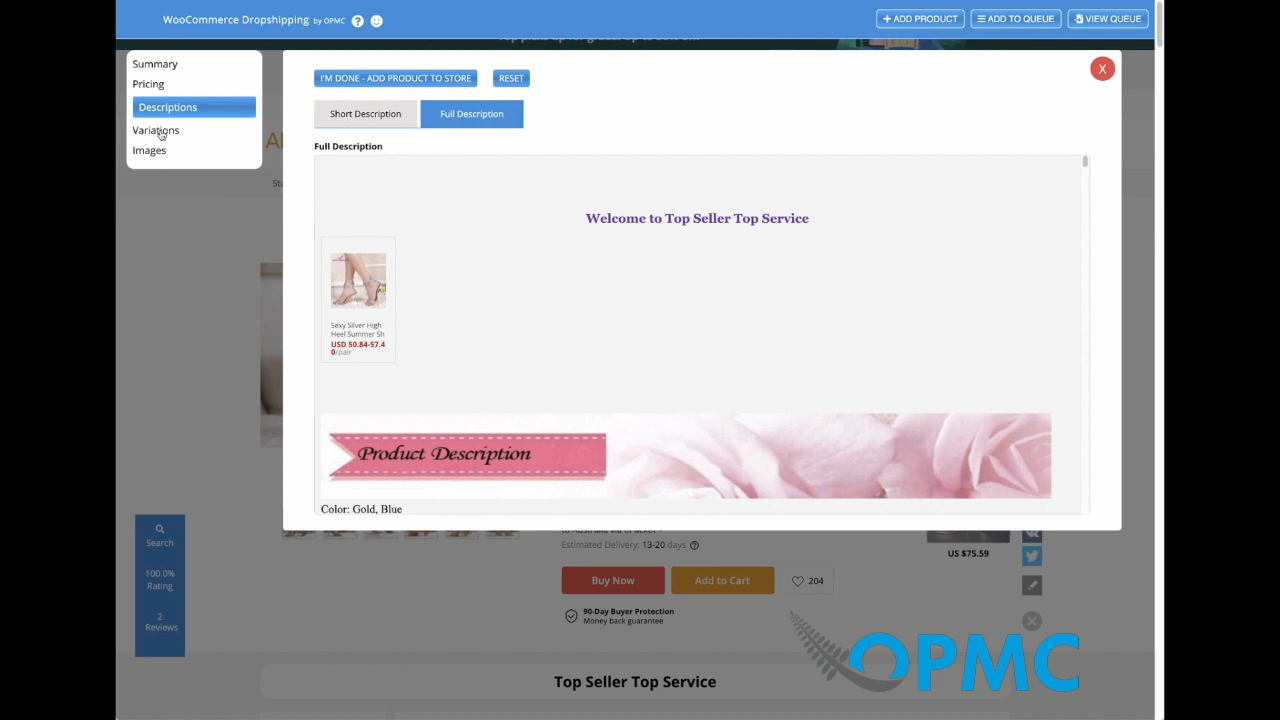 WooCommerce Dropshipping by OPMC ? 
+ ADD PRODUCT
ADD TO QUEUE
VIEW QUEUE
Summary
Pricing
Descriptions
Variations
Images
I'M DONE - ADD PRODUCT TO STORE
RESET
X
Short Description
Full Description
Full Description
Welcome to Top Seller Top Service
Sexy Silver High
Heel Summer Sh
USD 50.84-57.4
0/pair
Product Description
Color: Gold, Blue
to Australia via ePacket
Estimated Delivery: 13-20 days ?
US $75.59
Buy Now
Add to Cart
204
90-Day Buyer Protection
Money back guarantee
Search
100.0%
Rating
2
Reviews
OPMC
Top Seller Top Service